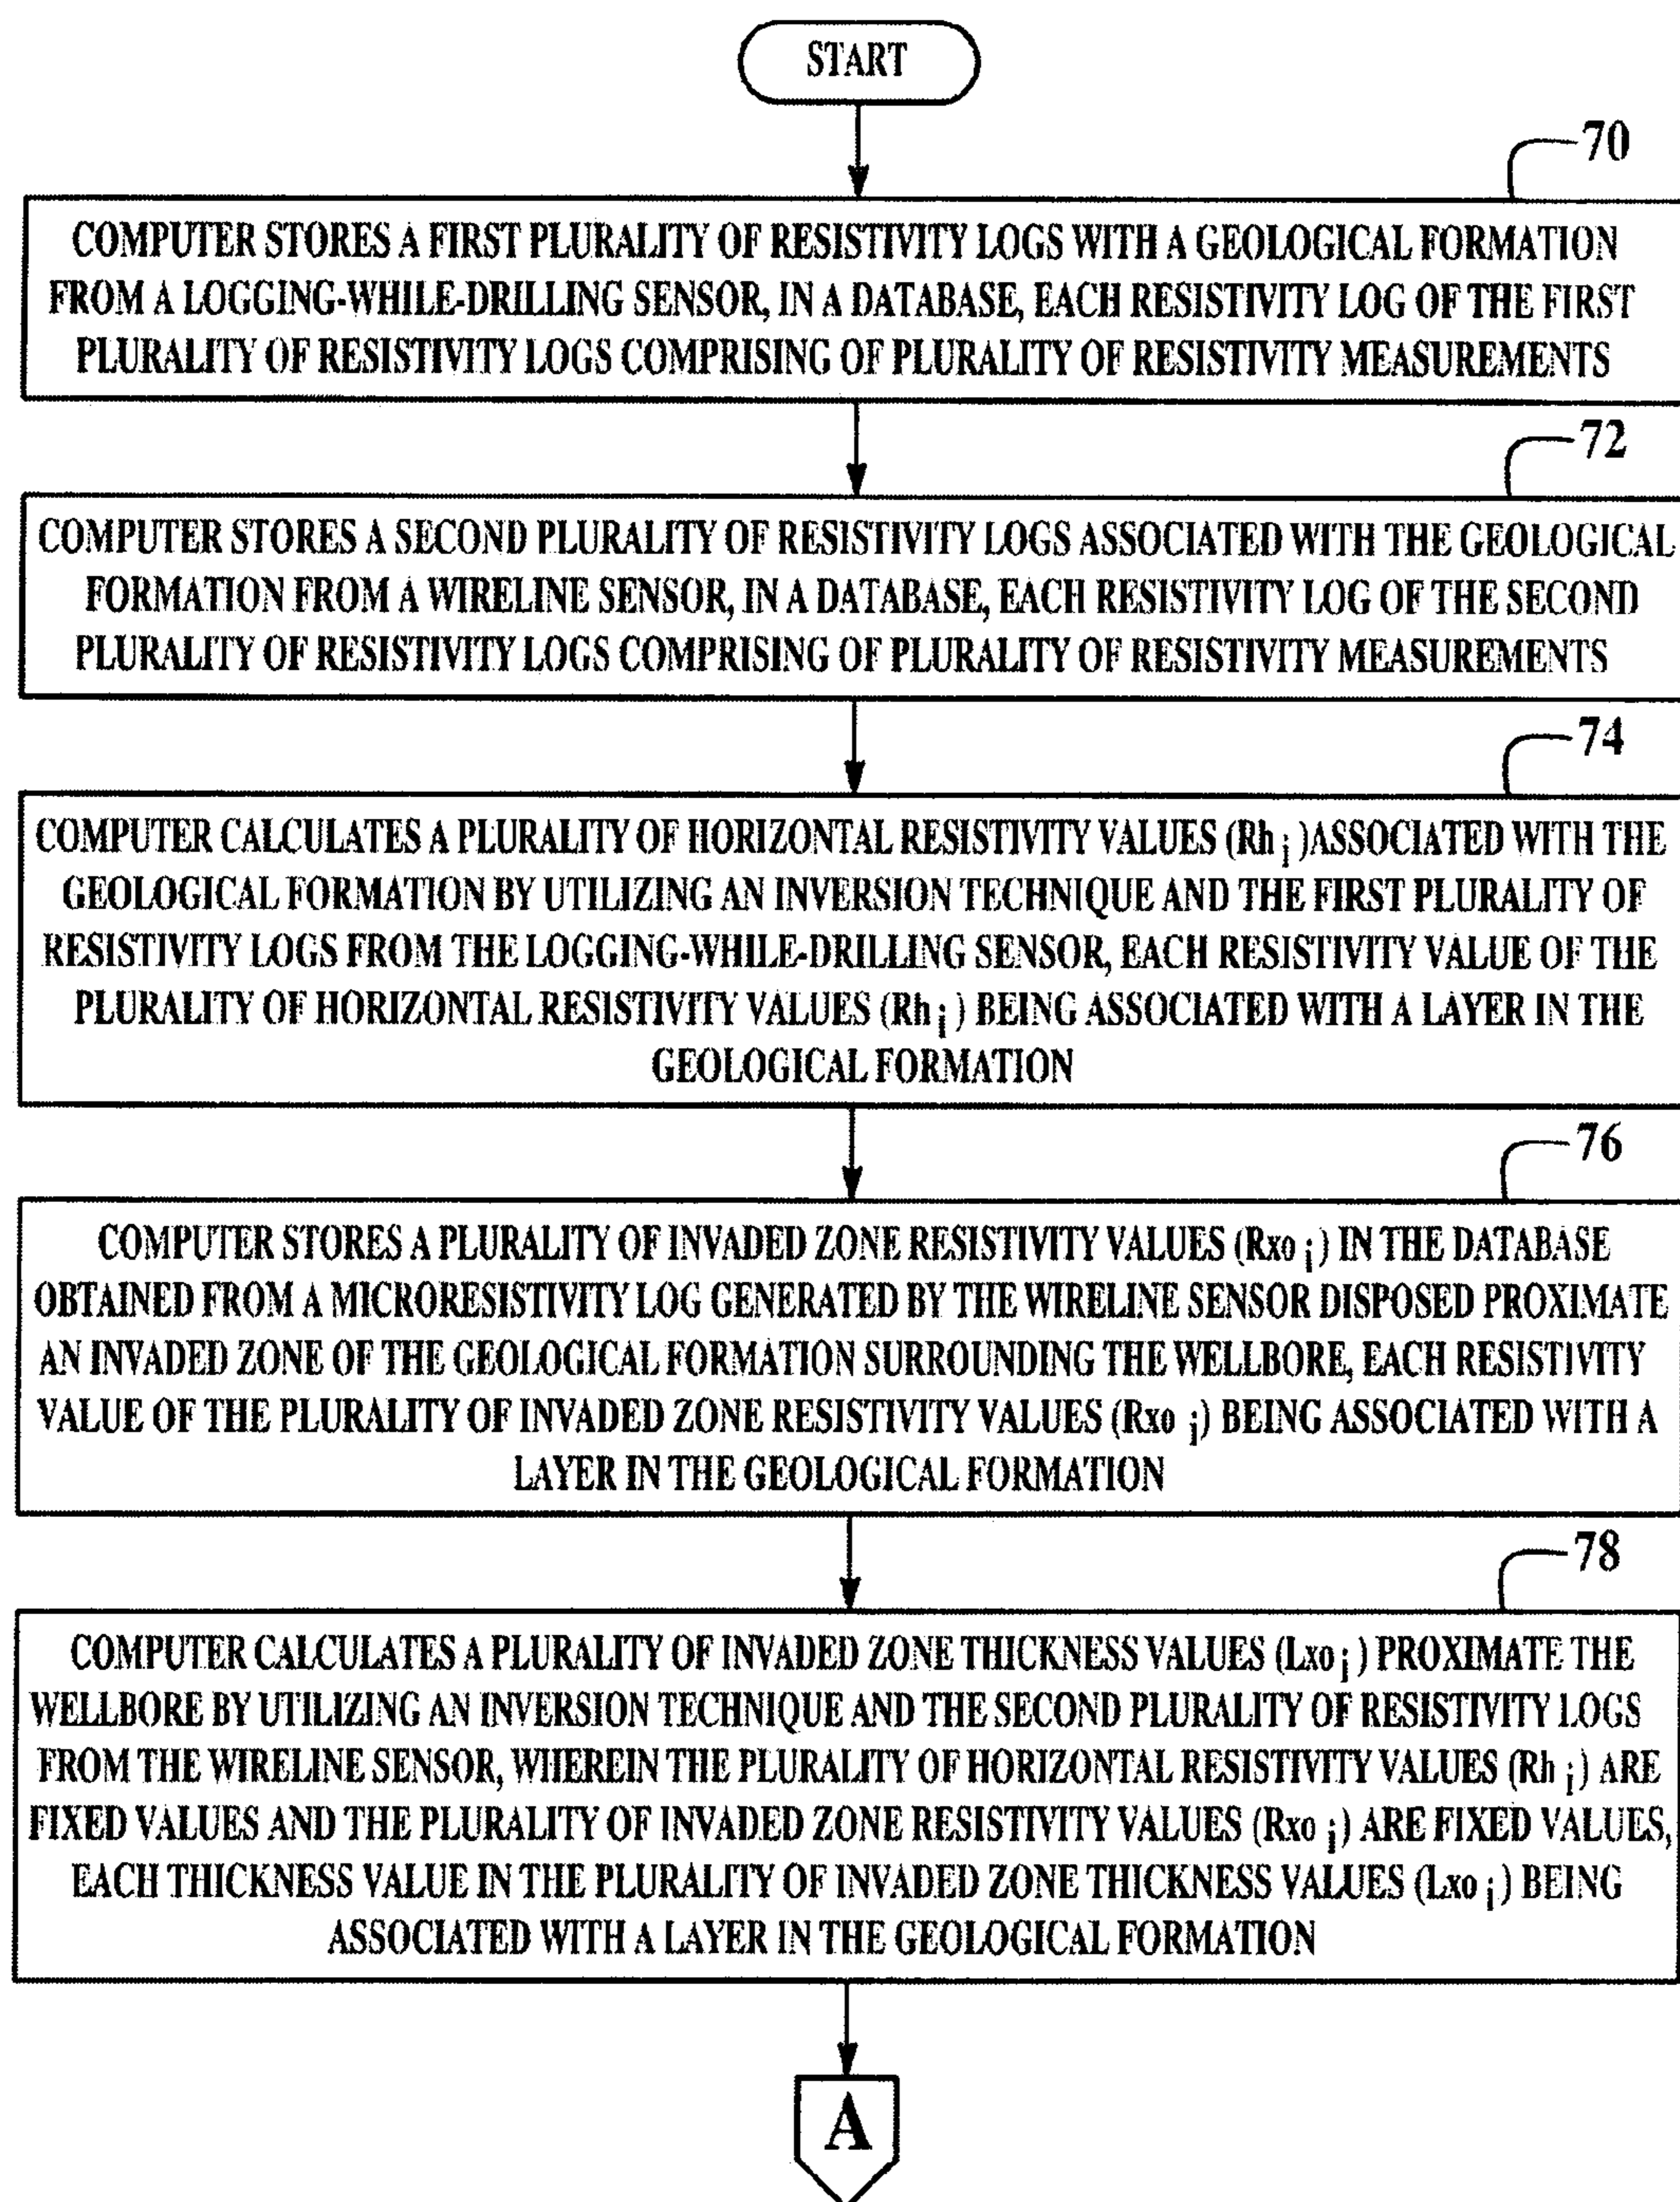 START
70
COMPUTER STORES A FIRST PLURALITY OF RESISTIVITY LOGS WITH A GEOLOGICAL FORMATION
FROM A LOGGING-WHILE-DRILLING SENSOR, IN A DATABASE, EACH RESISTIVITY LOG OF THE FIRST
PLURALITY OF RESISTIVITY LOGS COMPRISING OF PLURALITY OF RESISTIVITY MEASUREMENTS
72
COMPUTER STORES A SECOND PLURALITY OF RESISTIVITY LOGS ASSOCIATED WITH THE GEOLOGICAL
FORMATION FROM A WIRELINE SENSOR, IN A DATABASE, EACH RESISTIVITY LOG OF THE SECOND
PLURALITY OF RESISTIVITY LOGS COMPRISING OF PLURALITY OF RESISTIVITY MEASUREMENTS
74
COMPUTER CALCULATES A PLURALITY OF HORIZONTAL RESISTIVITY VALUES (Rh i) ASSOCIATED WITH THE
GEOLOGICAL FORMATION BY UTILIZING AN INVERSION TECHNIQUE AND THE FIRST PLURALITY OF
RESISTIVITY LOGS FROM THE LOGGING-WHILE-DRILLING SENSOR, EACH RESISTIVITY VALUE OF THE
PLURALITY OF HORIZONTAL RESISTIVITY VALUES (Rh i) BEING ASSOCIATED WITH A LAYER IN THE
GEOLOGICAL FORMATION
76
COMPUTER STORES A PLURALITY OF INVADED ZONE RESISTIVITY VALUES (Rxo i) IN THE DATABASE
OBTAINED FROM A MICRORESISTIVITY LOG GENERATED BY THE WIRELINE SENSOR DISPOSED PROXIMATE
AN INVADED ZONE OF THE GEOLOGICAL FORMATION SURROUNDING THE WELLBORE, EACH RESISTIVITY
VALUE OF THE PLURALITY OF INVADED ZONE RESISTIVITY VALUES (Rxo i) BEING ASSOCIATED WITH A
LAYER IN THE GEOLOGICAL FORMATION
78
COMPUTER CALCULATES A PLURALITY OF INVADED ZONE THICKNESS VALUES (Lxo i) PROXIMATE THE
WELLBORE BY UTILIZING AN INVERSION TECHNIQUE AND THE SECOND PLURALITY OF RESISTIVITY LOGS
FROM THE WIRELINE SENSOR, WHEREIN THE PLURALITY OF HORIZONTAL RESISTIVITY VALUES (Rh i) ARE
FIXED VALUES AND THE PLURALITY OF INVADED ZONE RESISTIVITY VALUES (Rxo i) ARE FIXED VALUES,
EACH THICKNESS VALUE IN THE PLURALITY OF INVADED ZONE THICKNESS VALUES (Lxo i) BEING
ASSOCIATED WITH A LAYER IN THE GEOLOGICAL FORMATION
A